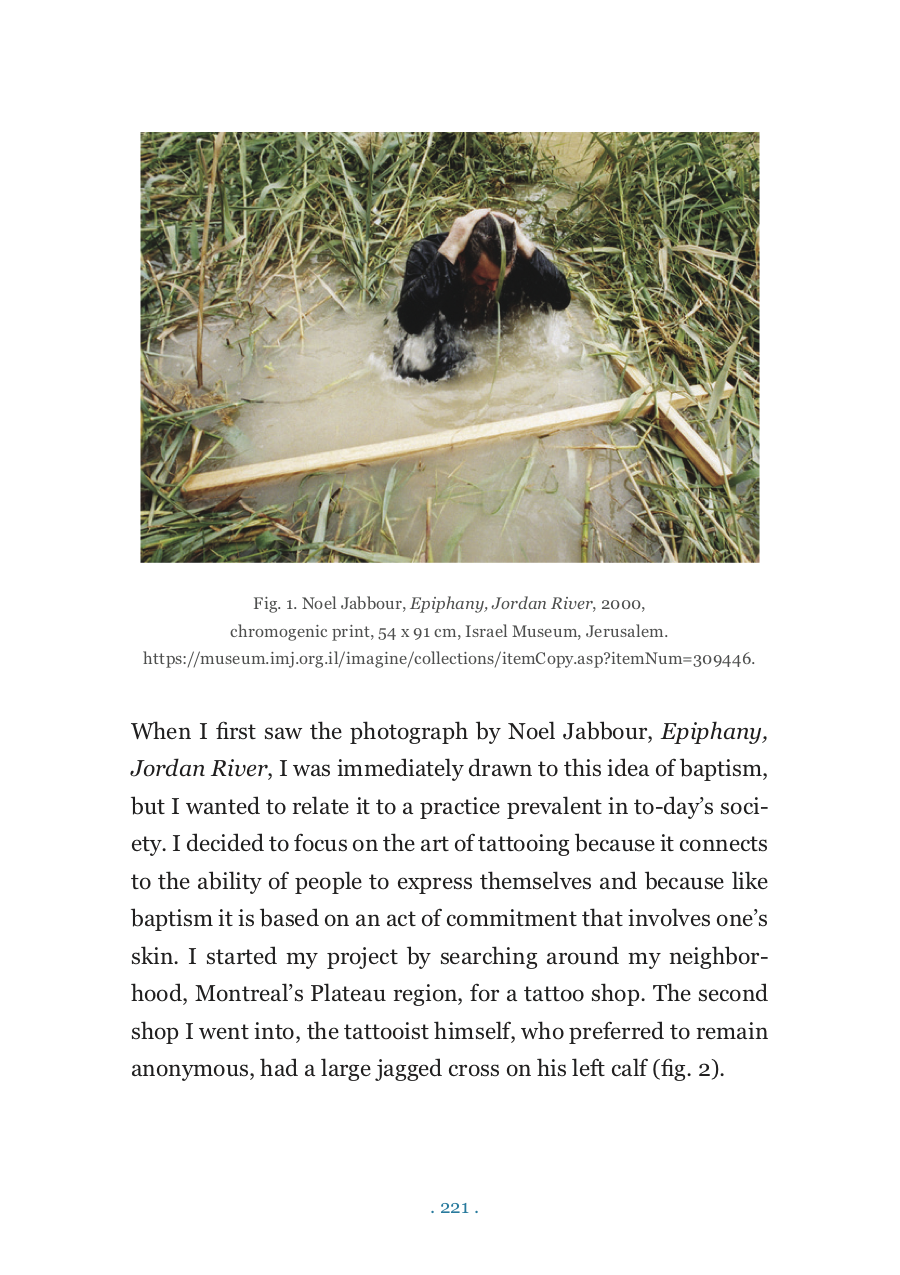 Fig. 1. Noel Jabbour, Epiphany, Jordan River, 2000,
chromogenic print, 54 x 91 cm, Israel Museum, Jerusalem.
https://museum.imj.org.il/imagine/collections/itemCopy.asp?itemNum=309446.
When I first saw the photograph by Noel Jabbour, Epiphany,
Jordan River, I was immediately drawn to this idea of baptism,
but I wanted to relate it to a practice prevalent in to-day’s soci-
ety. I decided to focus on the art of tattooing because it connects
to the ability of people to express themselves and because like
baptism it is based on an act of commitment that involves one’s
skin. I started my project by searching around my neighbor-
hood, Montreal’s Plateau region, for a tattoo shop. The second
shop I went into, the tattooist himself, who preferred to remain
anonymous, had a large jagged cross on his left calf (fig. 2).
. 221 .